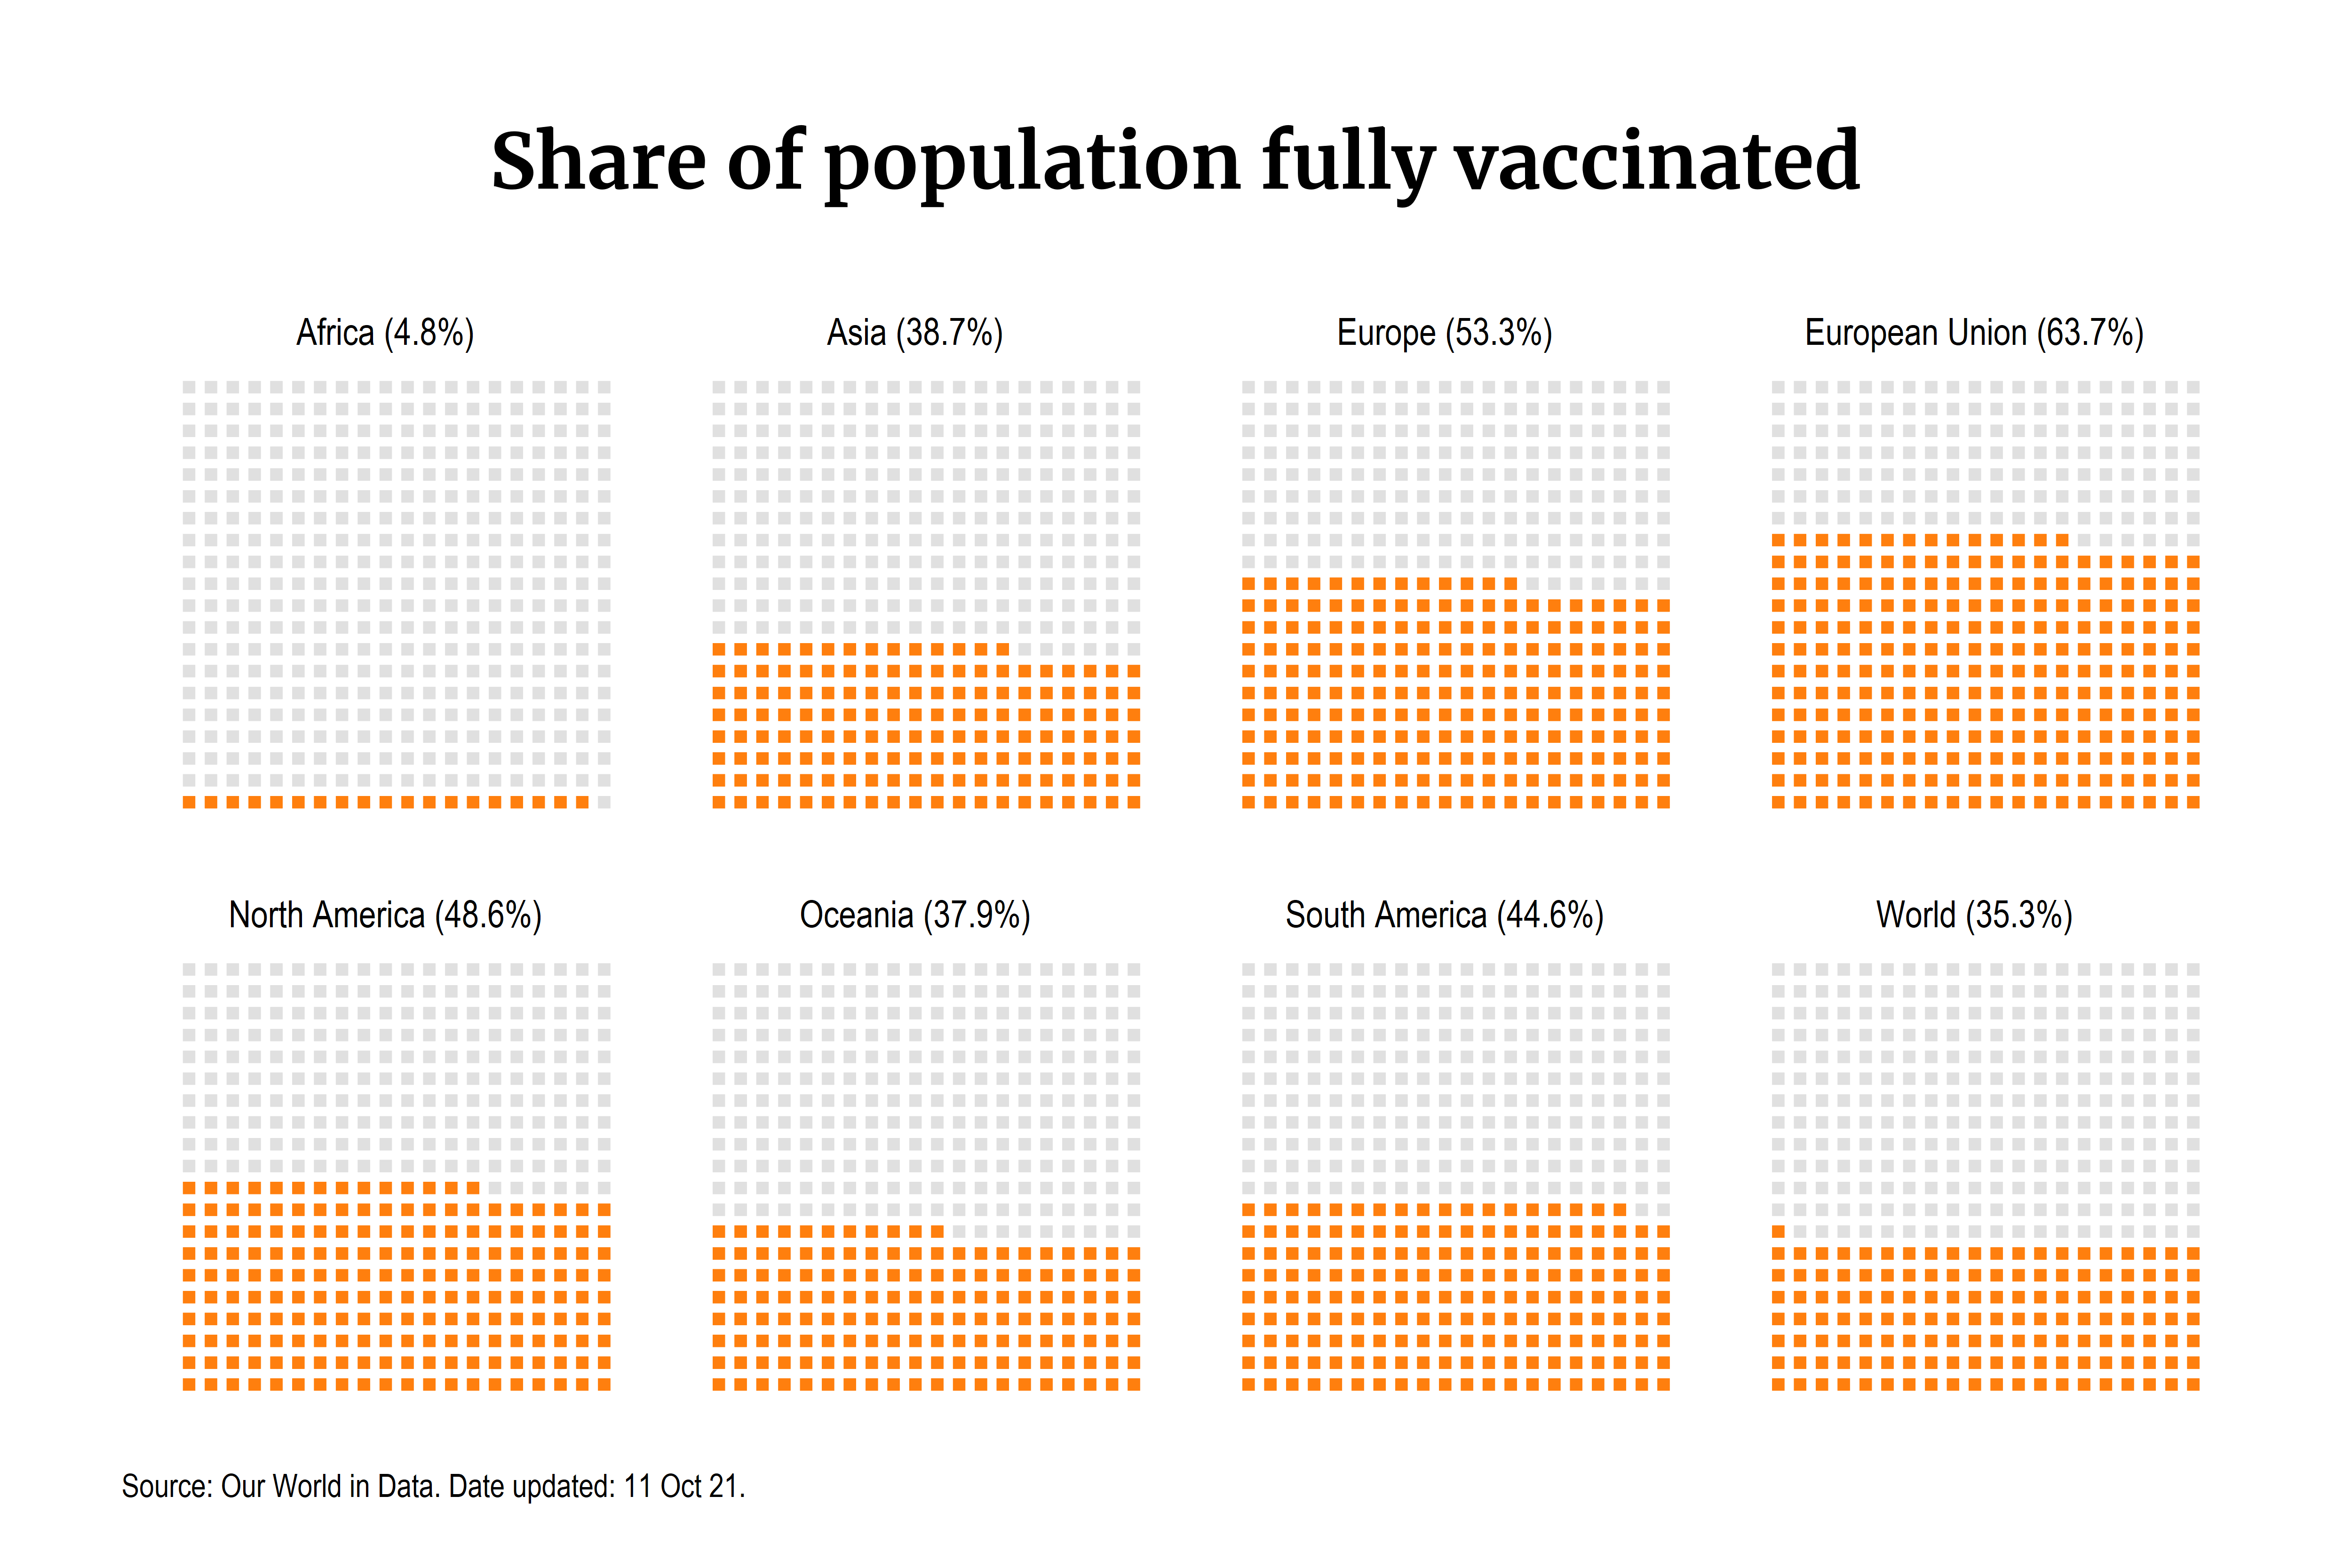 Share of population fully vaccinated
Africa (4.8%)
Asia (38.7%)
Europe (53.3%)
European Union (63.7%)
North America (48.6%)
Oceania (37.9%)
South America (44.6%)
World (35.3%)
Source: Our World in Data. Date updated: 11 Oct 21.